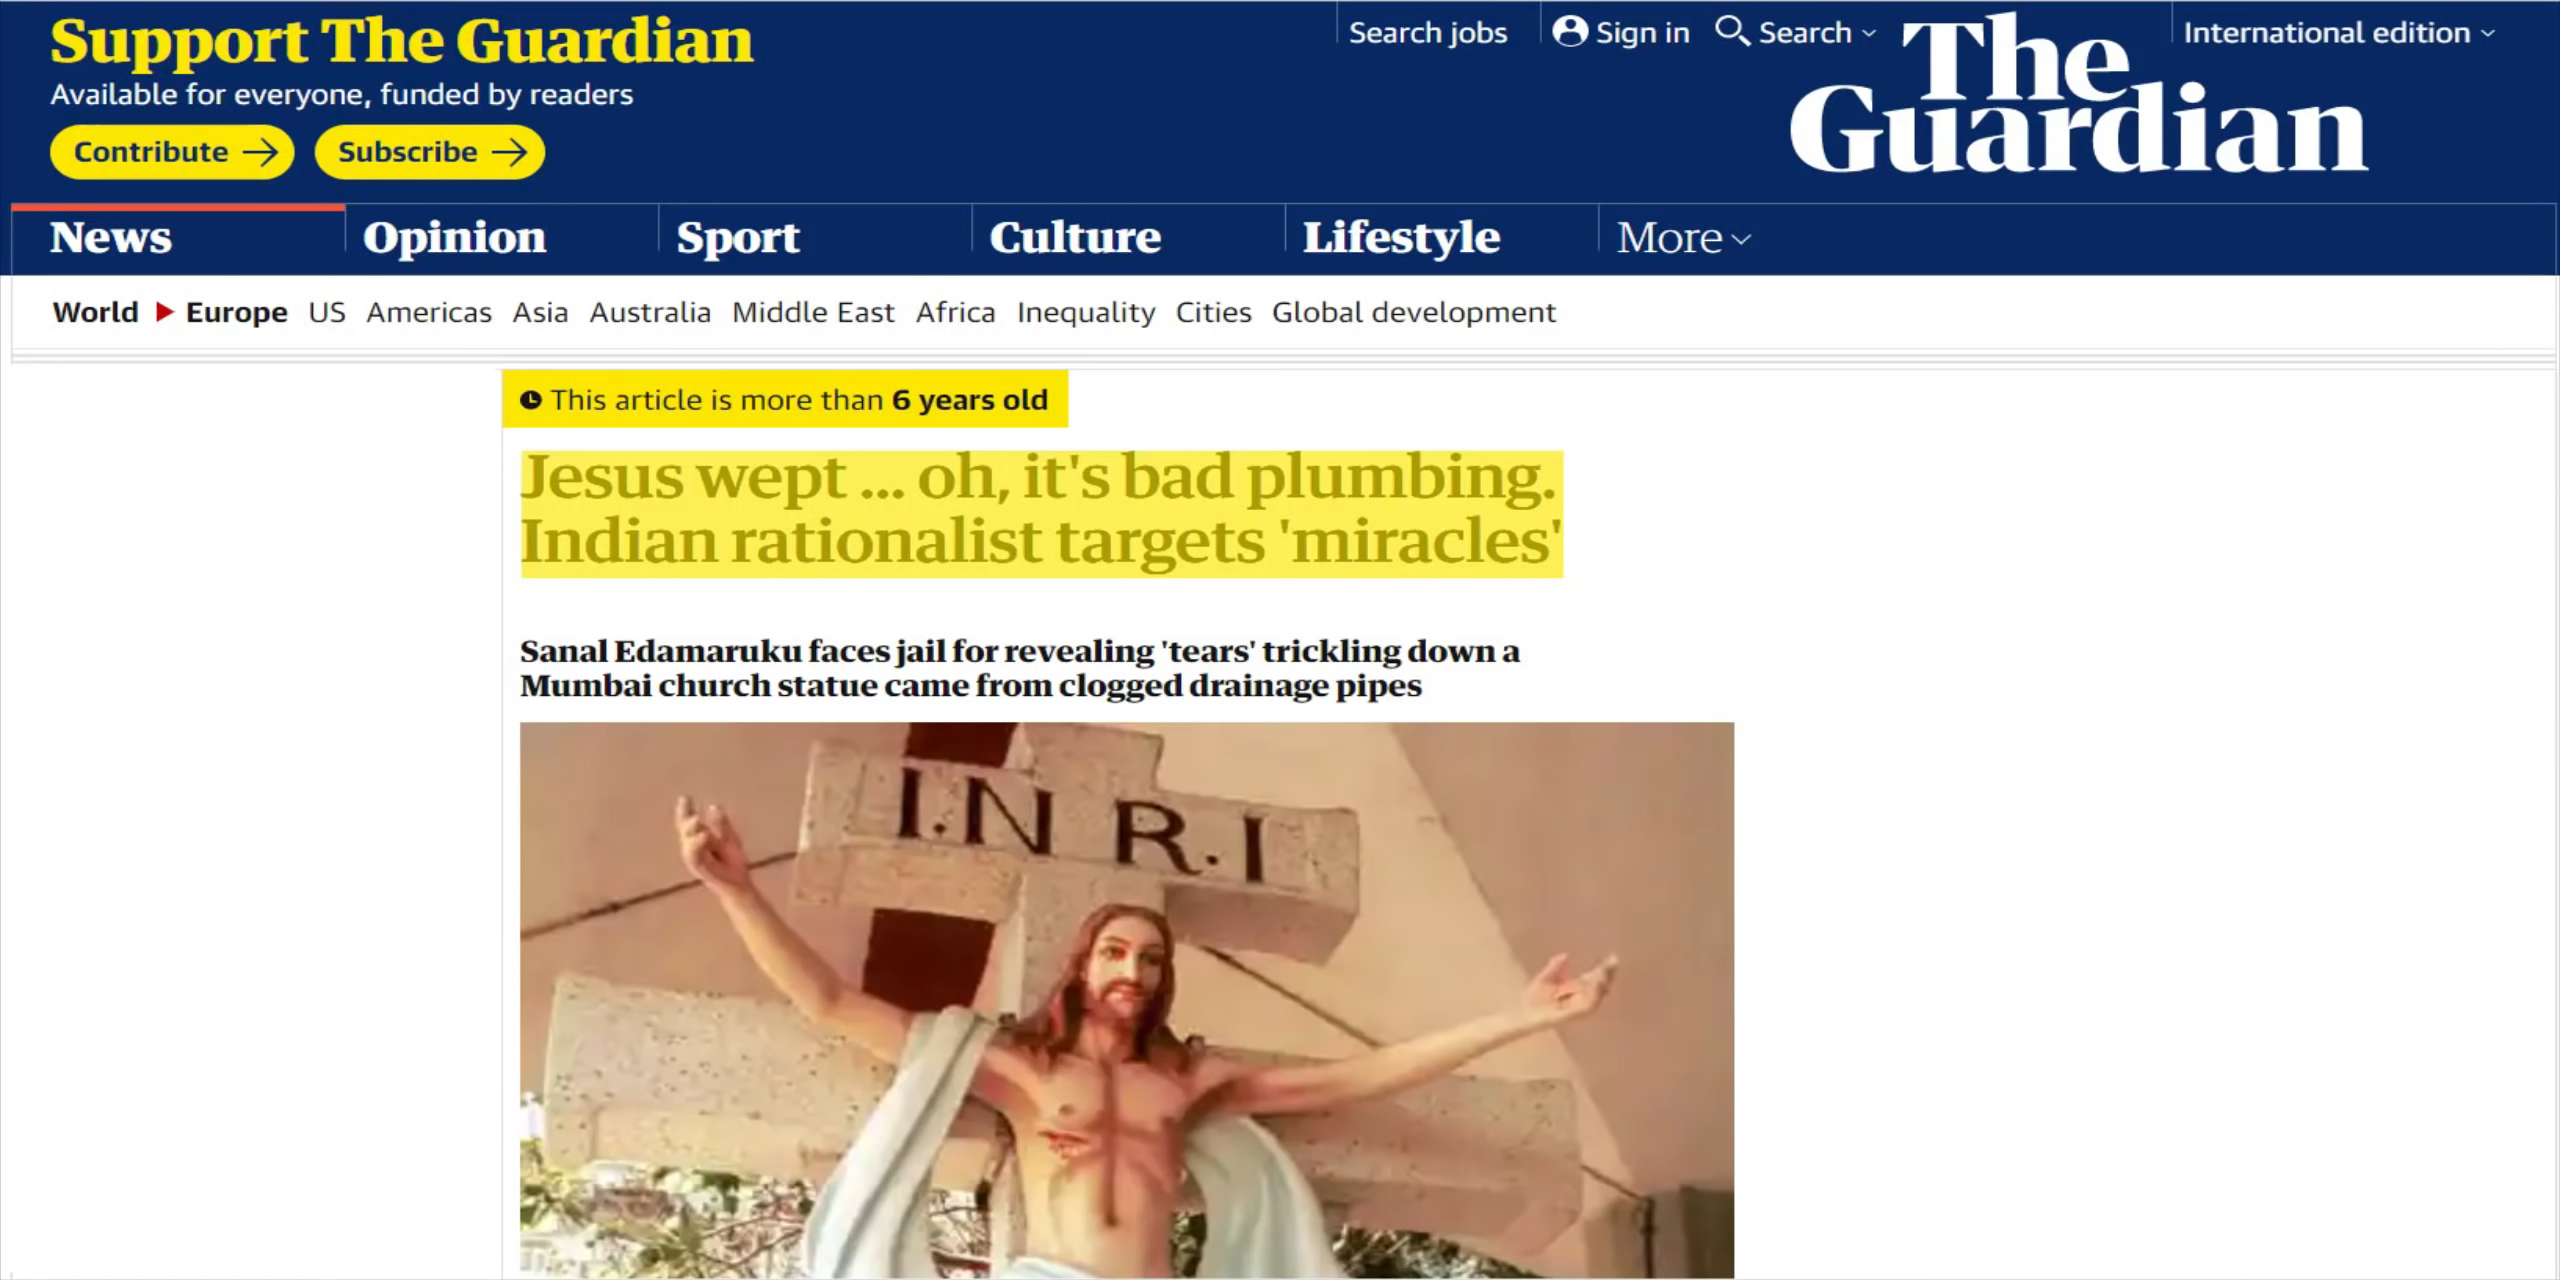 Support The Guardian
Available for everyone, funded by readers
Contribute
Subscribe
Search jobs
Sign in
Search
International edition
The
Guardian
News
Opinion
Sport
Culture
Lifestyle
More
World Europe US Americas Asia Australia Middle East Africa Inequality Cities Global development
This article is more than 6 years old
Jesus wept ... oh, it's bad plumbing.
Indian rationalist targets 'miracles'
Sanal Edamaruku faces jail for revealing 'tears' trickling down a
Mumbai church statue came from clogged drainage pipes
I.N R.I